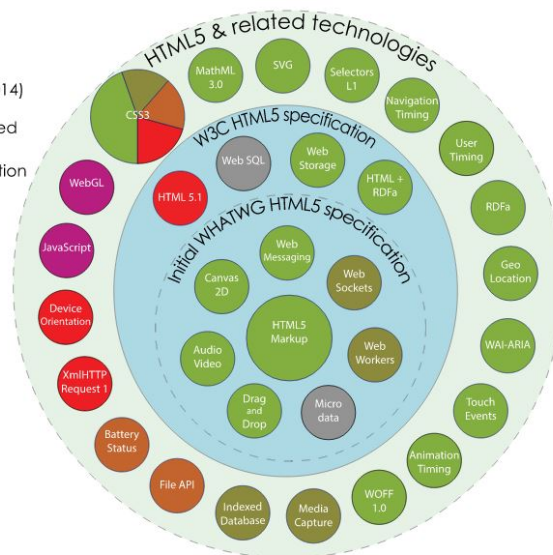 HTML5 & related technologies
14)
ed
tion
CSS3
MathML
3.0
SVG
Selectors
L1
Navigation
Timing
User
Timing
RDFa
Geo
Location
WAI-ARIA
Touch
Events
Animation
Timing
WOFF
1.0
Media
Capture
Indexed
Database
File API
Battery
Status
XmlHTTP
Request 1
Device
Orientation
JavaScript
WebGL
W3C HTML5 specification
HTML 5.1
Web SQL
Web
Storage
HTML +
RDFa
Initial WHATWG HTML5 specification
Web
Messaging
Canvas
2D
Web
Sockets
HTML5
Markup
Audio
Video
Web
Workers
Drag
and
Drop
Micro
data